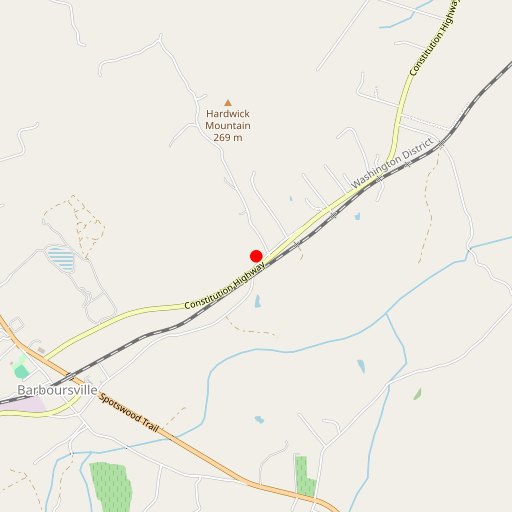 Constitution Highway
Hardwick
Mountain
269 m
Washington District
Constitution Highway
Barboursville
Spotswood Trail